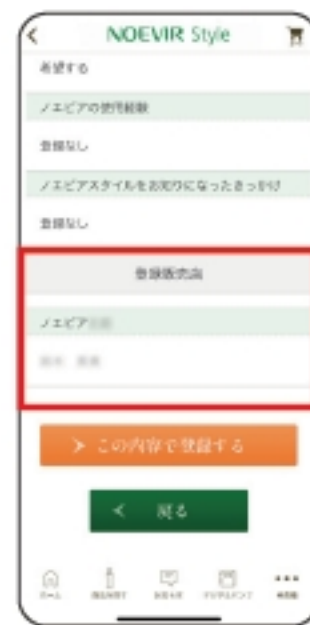 NOEVIR Style
希望する
ノエビアの使用経験
登録なし
ノエビアスタイルをお知りになったきっかけ
登録なし
登録販売店
ノエビア
この内容で登録する
戻る
ホーム